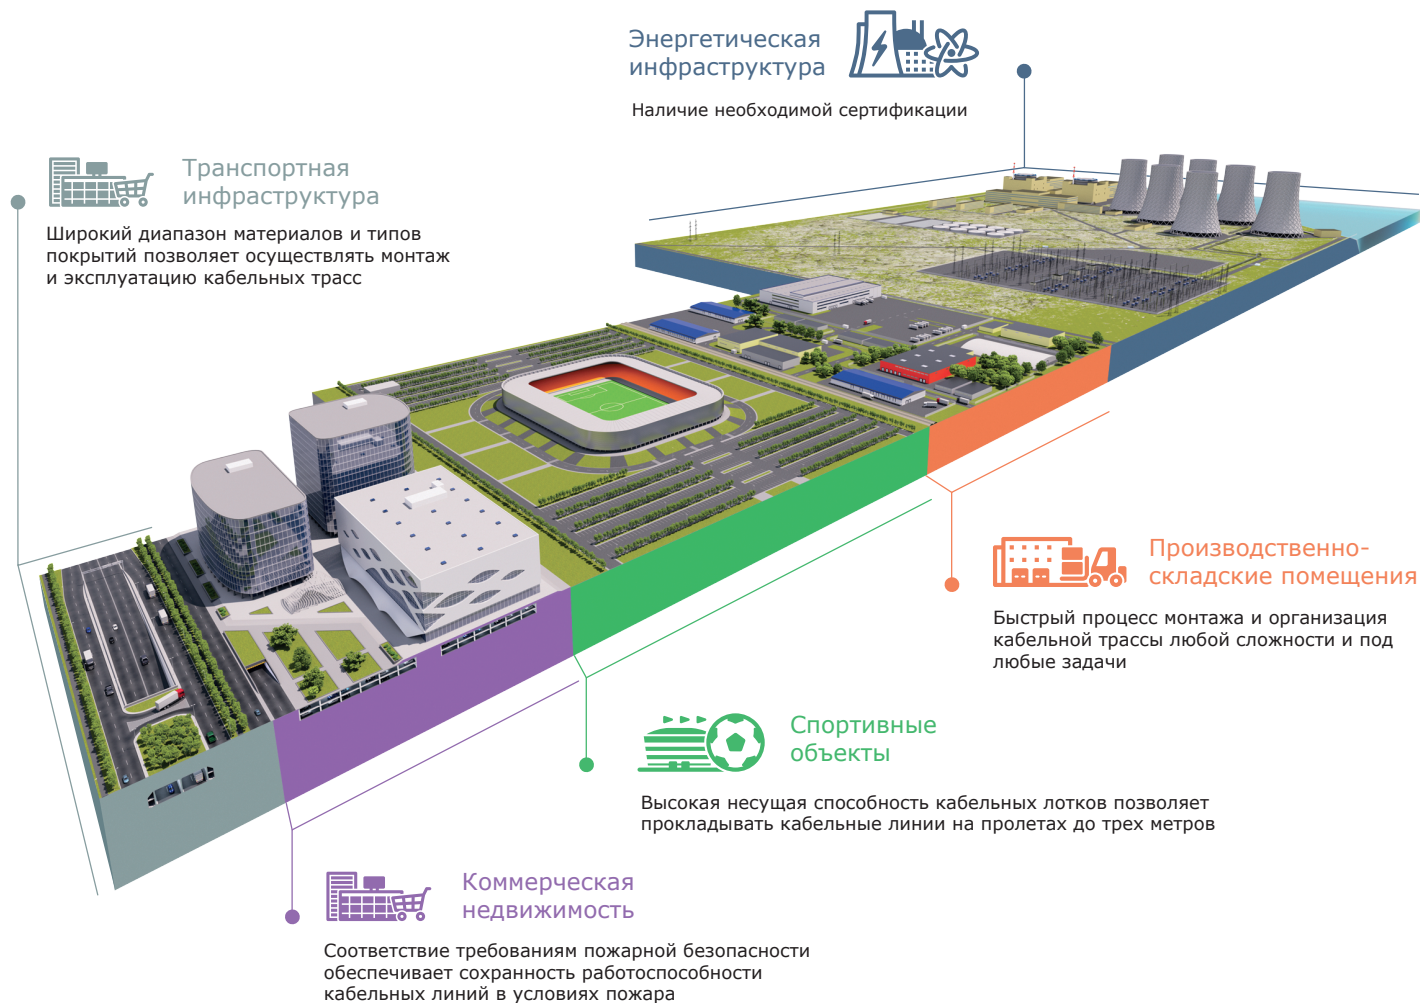 Энергетическая
инфраструктура
Наличие необходимой сертификации
Транспортная
инфраструктура
Широкий диапазон материалов и типов
покрытий позволяет осуществлять монтаж
и эксплуатацию кабельных трасс
Производственно-
складские помещения
Быстрый процесс монтажа и организация
кабельной трассы любой сложности и под
любые задачи
Спортивные
объекты
Высокая несущая способность кабельных лотков позволяет
прокладывать кабельные линии на пролетах до трех метров
Коммерческая
недвижимость
Соответствие требованиям пожарной безопасности
обеспечивает сохранность работоспособности
кабельных линий в условиях пожара